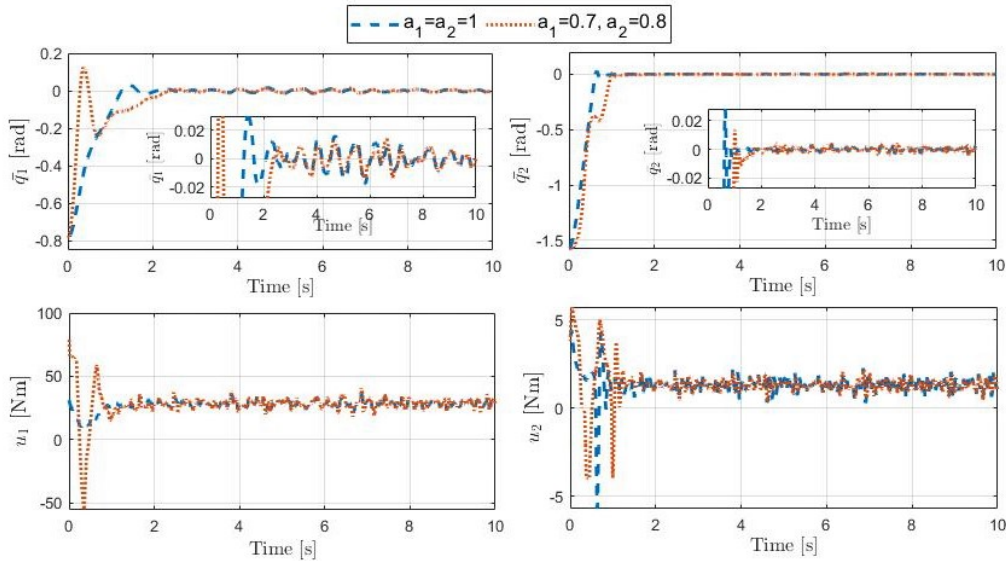 a₁=a₂=1 a₁=0.7, a₂=0.8
0.2
0
-0.2
-0.4
-0.6
-0.8
q̄₁ [rad]
0.02
0
-0.02
q̄₁ [rad]
0 2 4 6 8 10
Time [s]
0 2 4 6 8 10
Time [s]
0
-0.5
-1
-1.5
q̄₂ [rad]
0.02
0
-0.02
q₂ [rad]
0 2 4 6 8 10
Time [s]
0 2 4 6 8 10
Time [s]
100
50
0
-50
u₁ [Nm]
0 2 4 6 8 10
Time [s]
5
0
-5
u₂ [Nm]
0 2 4 6 8 10
Time [s]